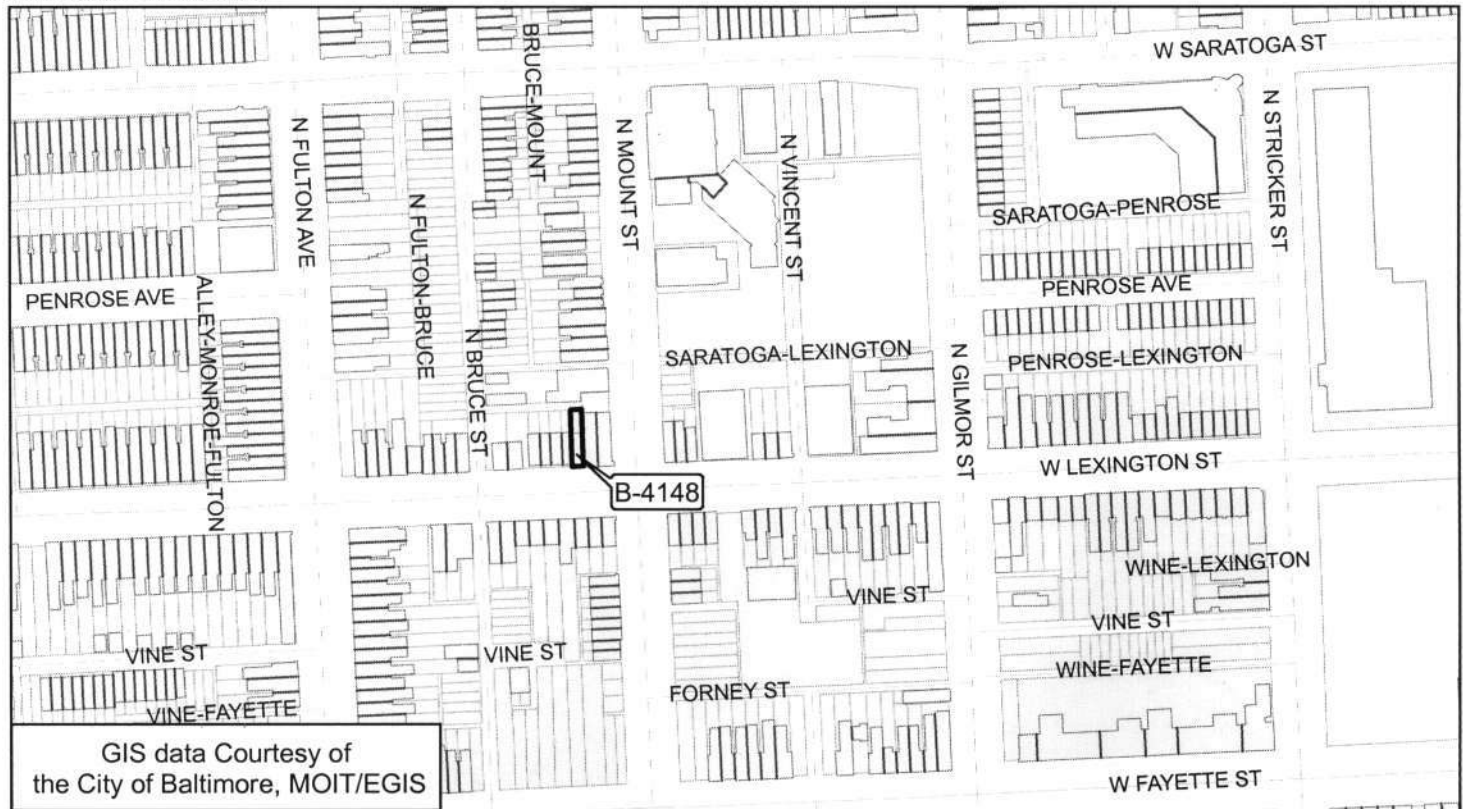 W SARATOGA ST
BRUCE-MOUNT
N FULTON AVE
N MOUNT ST
N VINCENT ST
N STRICKER ST
N FULTON-BRUCE
SARATOGA-PENROSE
PENROSE AVE
PENROSE AVE
ALLEY-MONROE-FULTON
N BRUCE ST
SARATOGA-LEXINGTON
N GILMOR ST
PENROSE-LEXINGTON
W LEXINGTON ST
B-4148
WINE-LEXINGTON
VINE ST
VINE ST
VINE ST
VINE ST
WINE-FAYETTE
FORNEY ST
VINE-FAYETTE
W FAYETTE ST
GIS data Courtesy of
the City of Baltimore, MOIT/EGIS